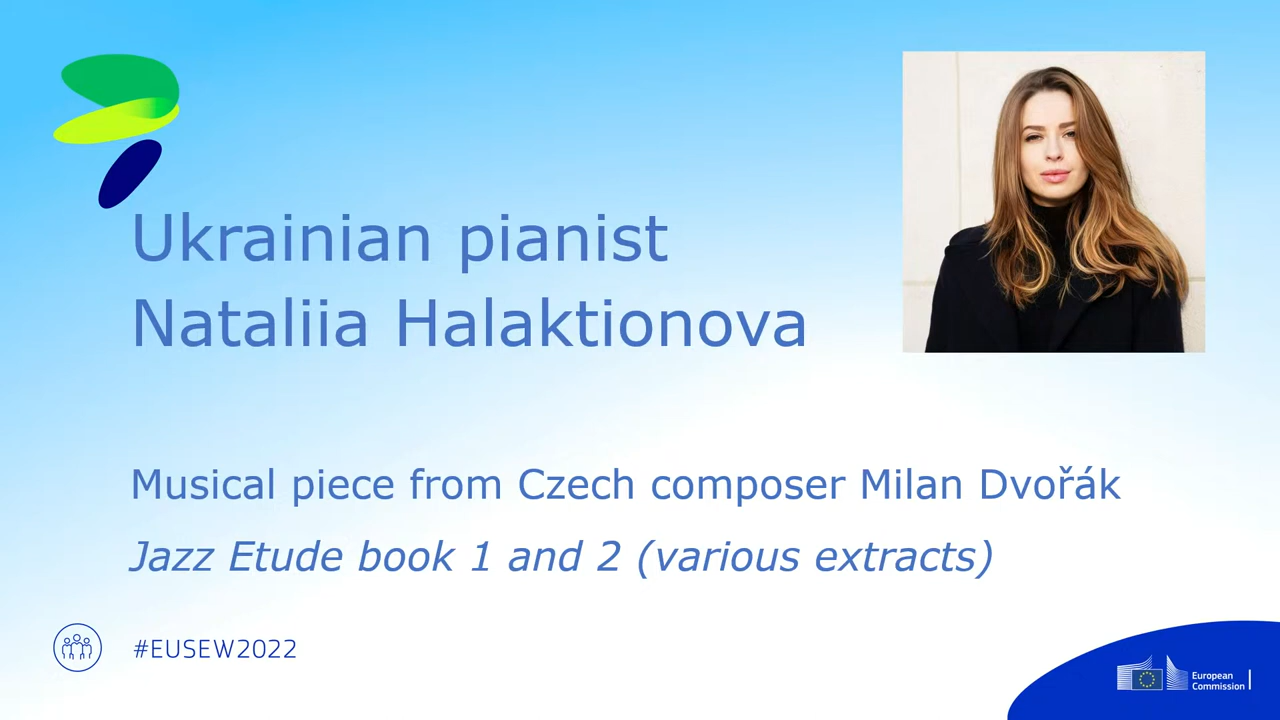 Ukrainian pianist
Nataliia Halaktionova
Musical piece from Czech composer Milan Dvořák
Jazz Etude book 1 and 2 (various extracts)
#EUSEW2022
European
Commission